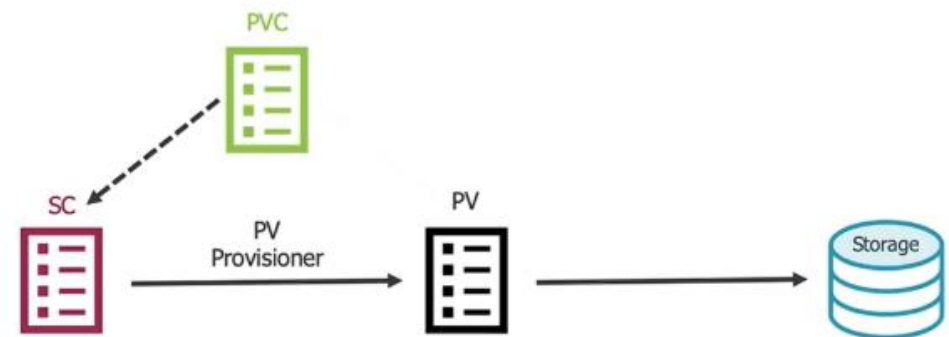 PVC
SC
PV
Provisioner
PV
Storage